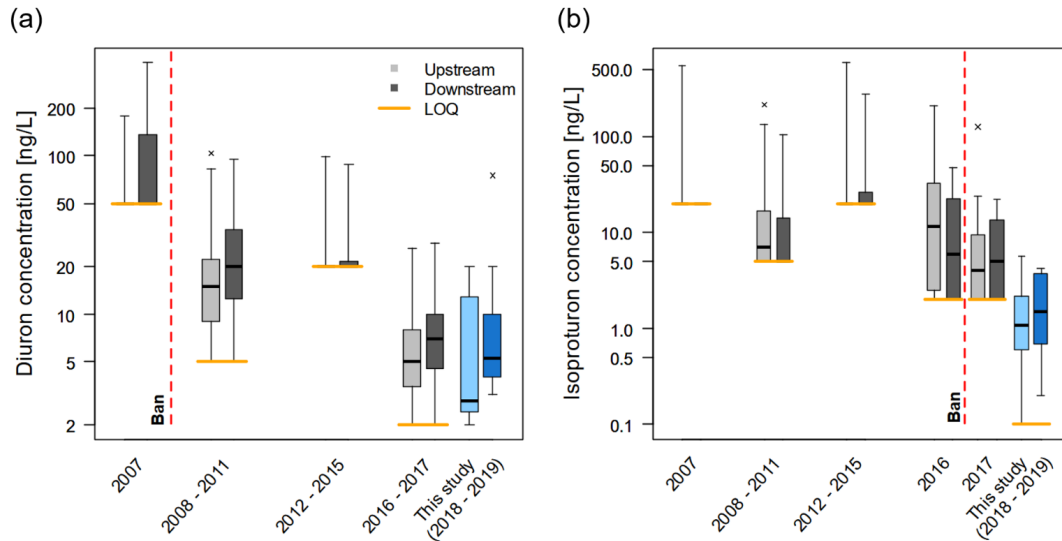 (a)
Diuron concentration [ng/L]
200
100
50
20
10
5
2
Upstream
Downstream
LOQ
Ban
2007
2008 - 2011
2012 - 2015
2016 - 2017
This study
(2018 - 2019)
(b)
Isoproturon concentration [ng/L]
500.0
100.0
50.0
10.0
5.0
1.0
0.5
0.1
Ban
2007
2008 - 2011
2012 - 2015
2016
2017
This study
(2018 - 2019)